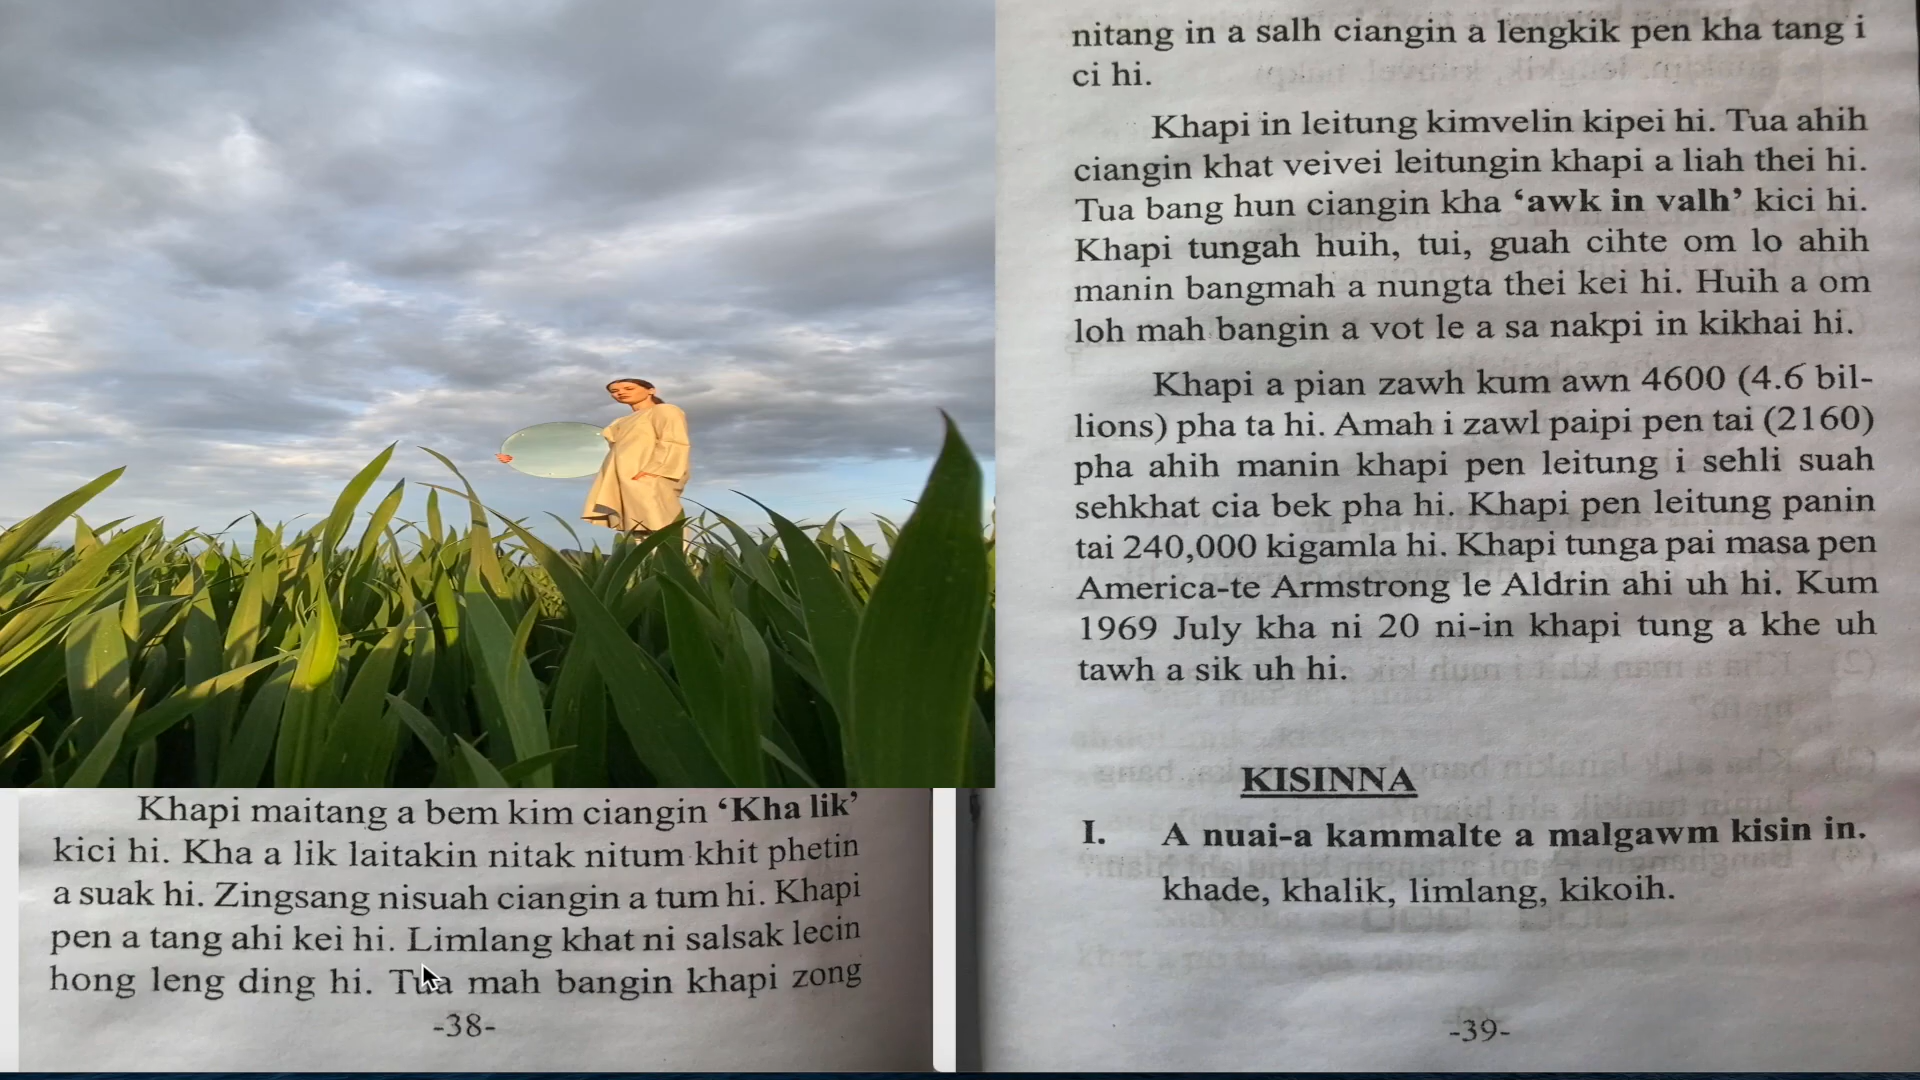 Khapi maitang a bem kim ciangin ‘Kha lik’
kici hi. Kha a lik laitakin nitak nitum khit phetin
a suak hi. Zingsang nisuah ciangin a tum hi. Khapi
pen a tang ahi kei hi. Limlang khat ni salsak lecin
hong leng ding hi. Tua mah bangin khapi zong
-38-
nitang in a salh ciangin a lengkik pen kha tang i
ci hi.
Khapi in leitung kimvelin kipei hi. Tua ahih
ciangin khat veivei leitungin khapi a liah thei hi.
Tua bang hun ciangin kha ‘awk in valh’ kici hi.
Khapi tungah huih, tui, guah cihte om lo ahih
manin bangmah a nungta thei kei hi. Huih a om
loh mah bangin a vot le a sa nakpi in kikhai hi.
Khapi a pian zawh kum awn 4600 (4.6 bil-
lions) pha ta hi. Amah i zawl paipi pen tai (2160)
pha ahih manin khapi pen leitung i sehli suah
sehkhat cia bek pha hi. Khapi pen leitung panin
tai 240,000 kigamla hi. Khapi tunga pai masa pen
America-te Armstrong le Aldrin ahi uh hi. Kum
1969 July kha ni 20 ni-in khapi tung a khe uh
tawh a sik uh hi.
KISINNA
I. A nuai-a kammalte a malgawm kisin in.
khade, khalik, limlang, kikoih.
-39-